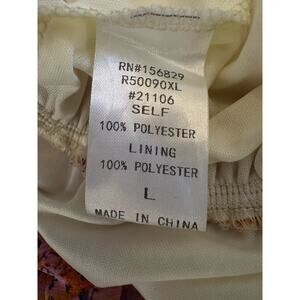 RN#156829
R50090XL
#21106
SELF
100% POLYESTER
LINING
100% POLYESTER
L
MADE IN CHINA